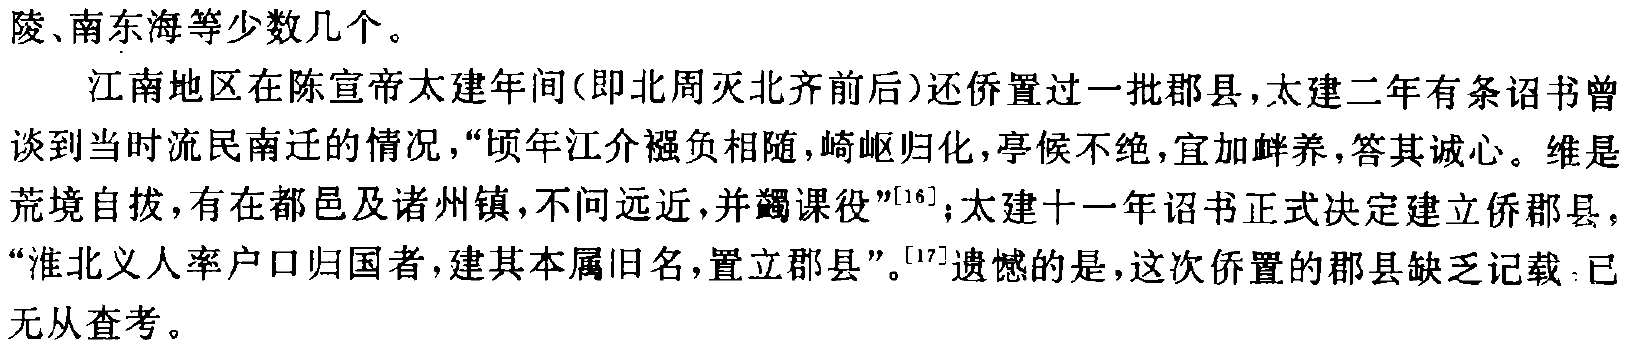 陵、南东海等少数几个。
江南地区在陈宣帝太建年间(即北周灭北齐前后)还侨置过一批郡县,太建二年有条诏书曾
谈到当时流民南迁的情况,“顷年江介襁负相随,崎岖归化,亭候不绝,宜加衅养,答其诚心。维是
荒境自拔,有在都邑及诸州镇,不问远近,并蠲课役”[16];太建十一年诏书正式决定建立侨郡县,
“淮北义人率户口归国者,建其本属旧名,置立郡县”。[17]遗憾的是,这次侨置的郡县缺乏记载,已
无从查考。